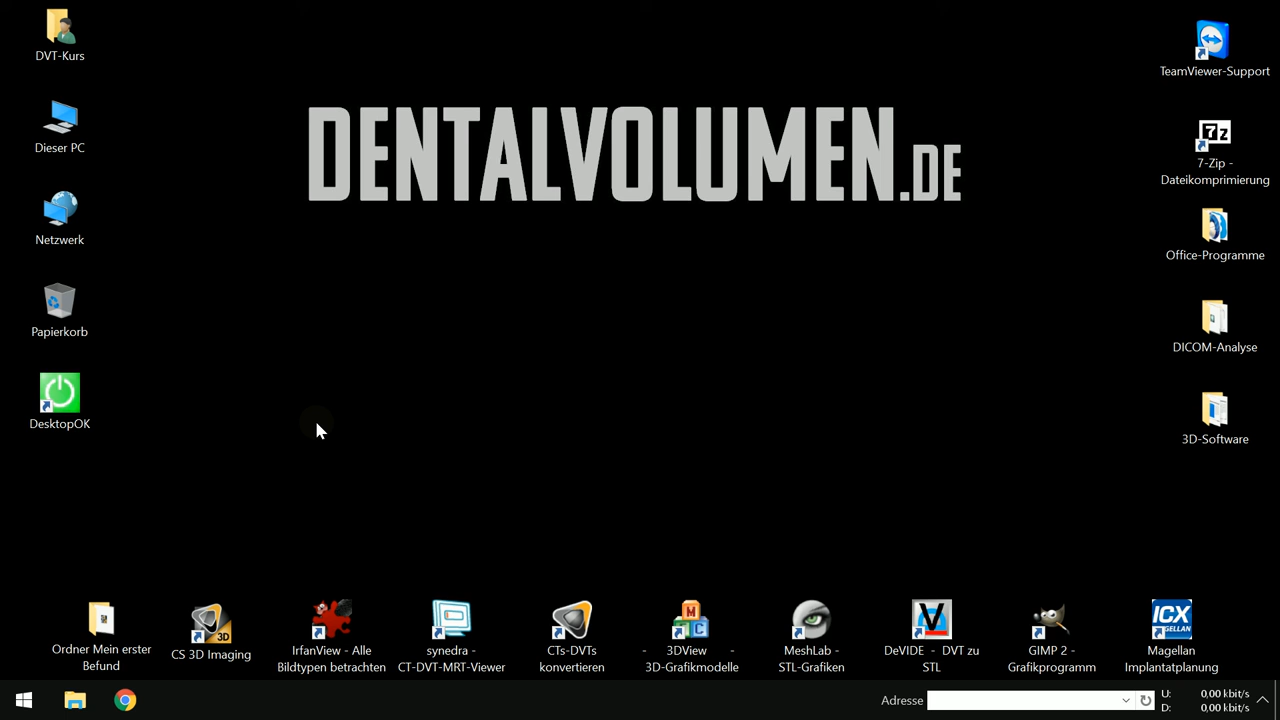 DVT-Kurs
Dieser PC
Netzwerk
Papierkorb
DesktopOK
DENTALVOLUMEN.DE
TeamViewer-Support
7z
7-Zip -
Dateikomprimierung
Office-Programme
DICOM-Analyse
3D-Software
Ordner Mein erster
Befund
3D
CS 3D Imaging
IrfanView - Alle
Bildtypen betrachten
synedra -
CT-DVT-MRT-Viewer
CTs-DVTs
konvertieren
M
C
- 3DView -
3D-Grafikmodelle
MeshLab -
STL-Grafiken
V
DeVIDE - DVT zu
STL
GIMP 2 -
Grafikprogramm
ICX
Magellan
Implantatplanung
Adresse
U: 0,00 kbit/s
D: 0,00 kbit/s